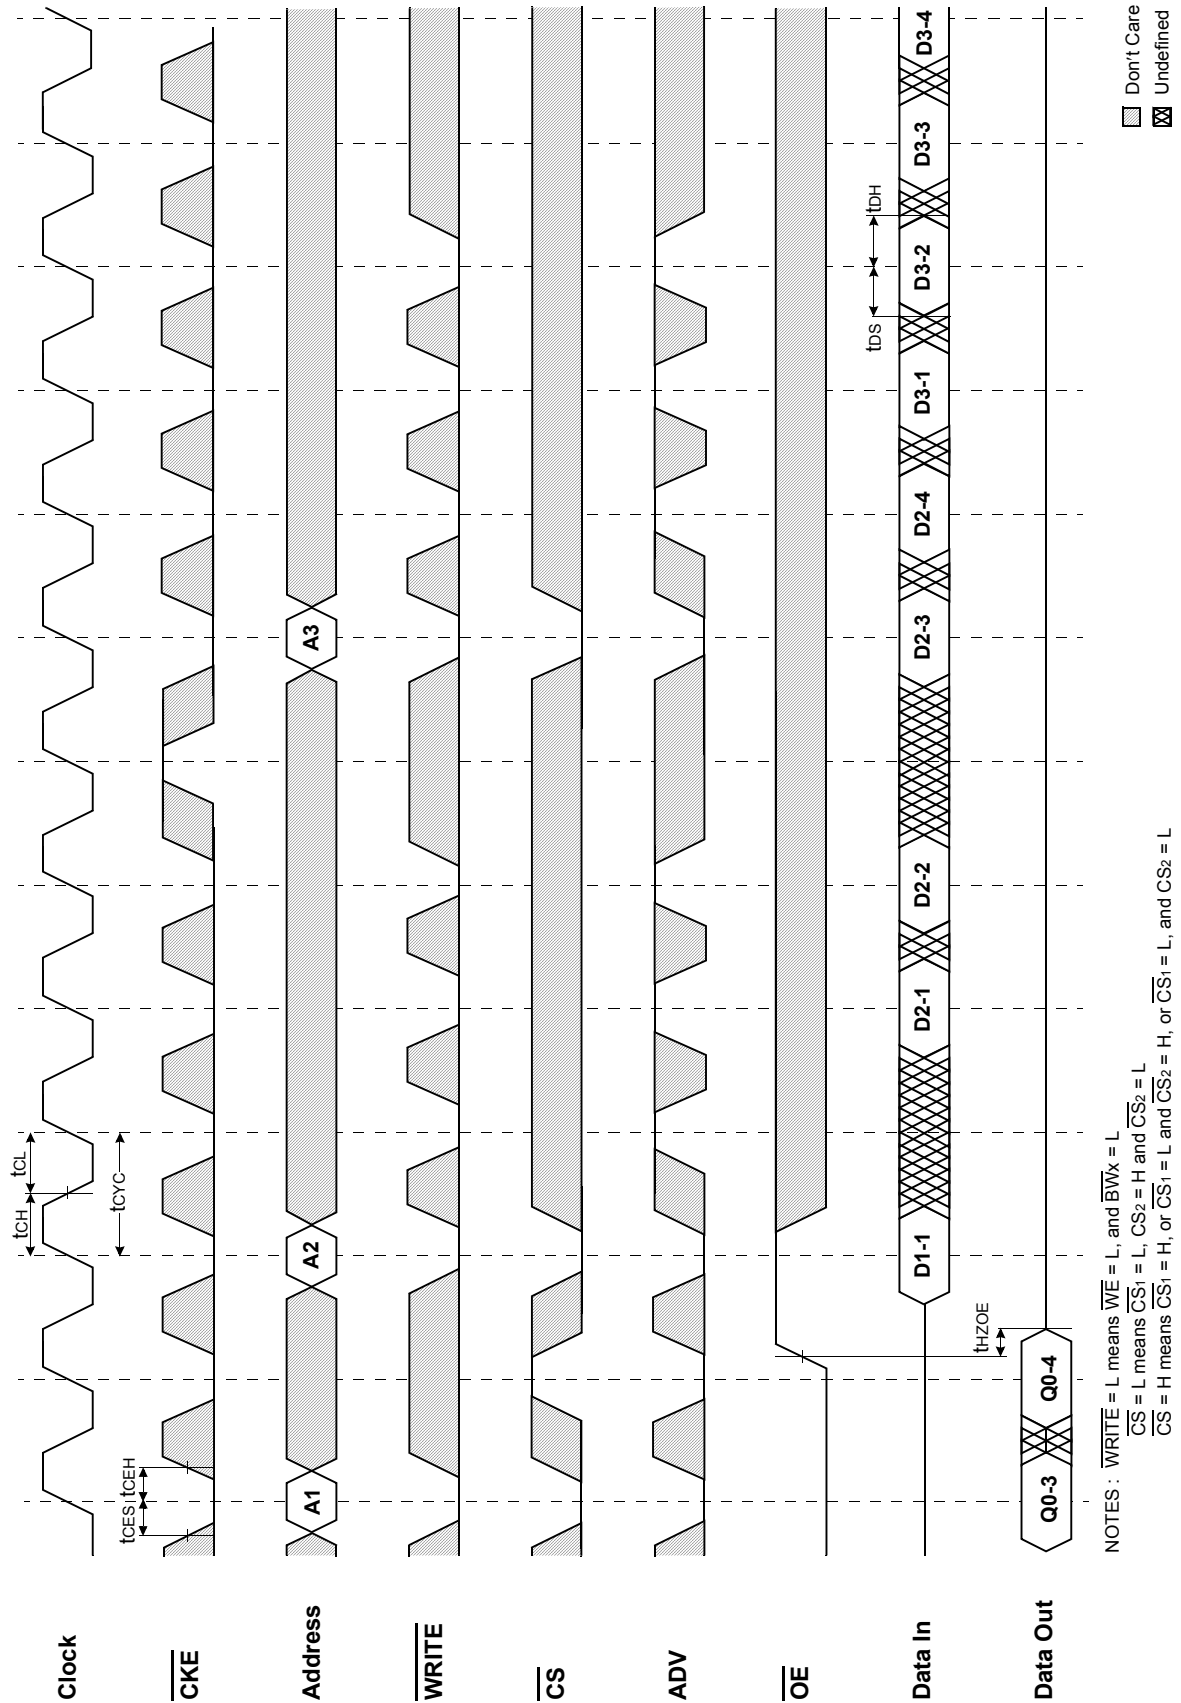 Clock
tCH
tCL
tCYC
CKE
tCES
tCEH
Address
A1
A2
A3
WRITE
CS
ADV
OE
Data In
D1-1
D2-1
D2-2
D2-3
D2-4
D3-1
D3-2
D3-3
D3-4
tDS
tDH
tHZOE
Data Out
Q0-3
Q0-4
NOTES : WRITE = L means WE = L, and BWx = L
CS = L means CS1 = L, CS2 = H and CS2 = L
CS = H means CS1 = H, or CS1 = L and CS2 = H, or CS1 = L, and CS2 = L
Don't Care
Undefined